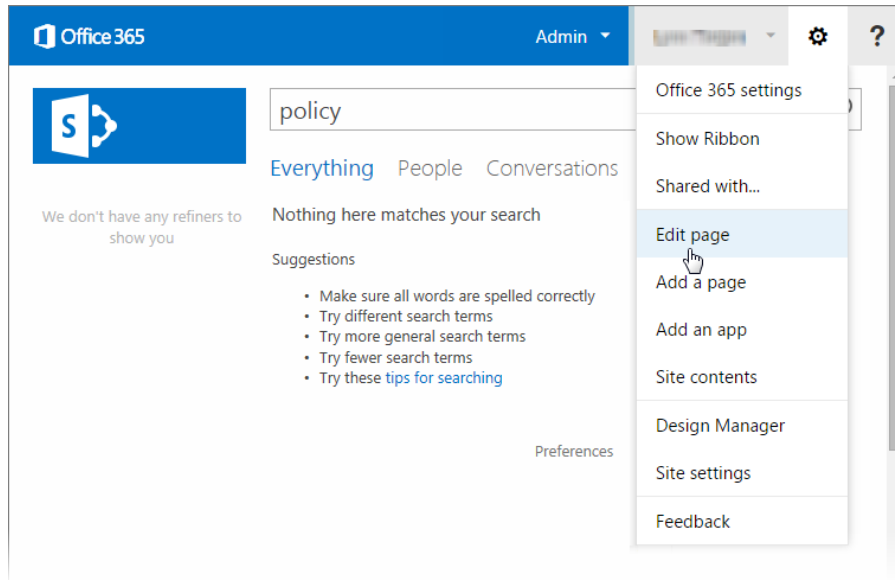 Office 365
Admin
?
S
policy
Everything People Conversations
We don't have any refiners to
show you
Nothing here matches your search
Suggestions
• Make sure all words are spelled correctly
• Try different search terms
• Try more general search terms
• Try fewer search terms
• Try these tips for searching
Preferences
Office 365 settings
Show Ribbon
Shared with...
Edit page
Add a page
Add an app
Site contents
Design Manager
Site settings
Feedback